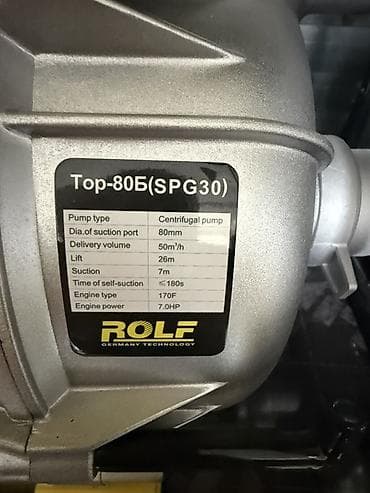 Тор-80Б(SPG30)
Pump type Centrifugal pump
Dia.of suction port 80mm
Delivery volume 50m³/h
Lift 26m
Suction 7m
Time of self-suction ≤180s
Engine type 170F
Engine power 7.0HP
ROLF
GERMANY TECHNOLOGY